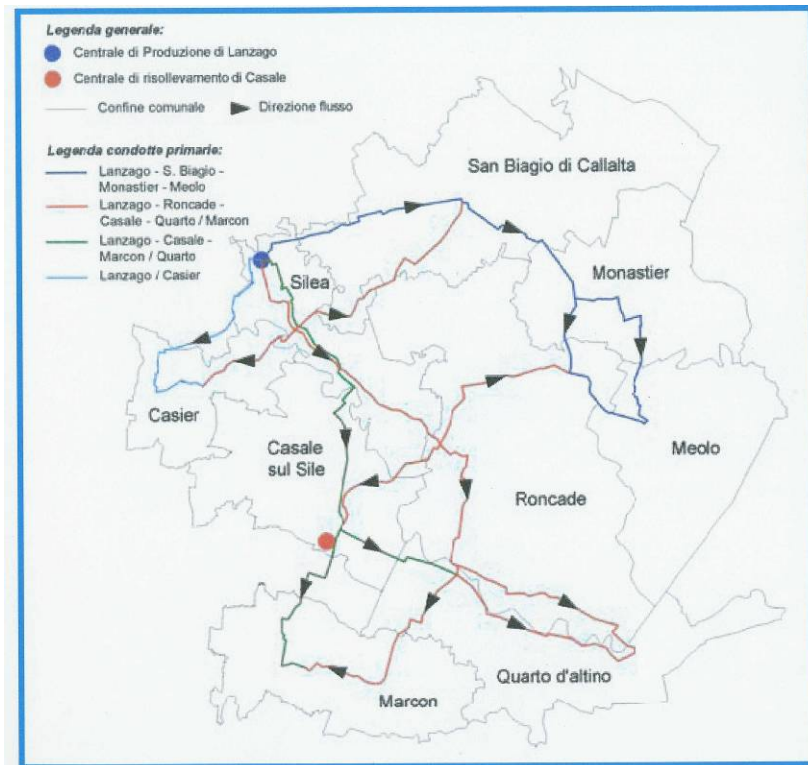 Legenda generale:
Centrale di Produzione di Lanzago
Centrale di risollevamento di Casale
Confine comunale
Direzione flusso
Legenda condotte primarie:
Lanzago - S. Biagio -
Monastier - Meolo
Lanzago - Roncade -
Casale - Quarto / Marcon
Lanzago - Casale -
Marcon / Quarto
Lanzago / Casier
San Biagio di Callalta
Monastier
Silea
Casier
Casale
sul Sile
Meolo
Roncade
Quarto d'altino
Marcon